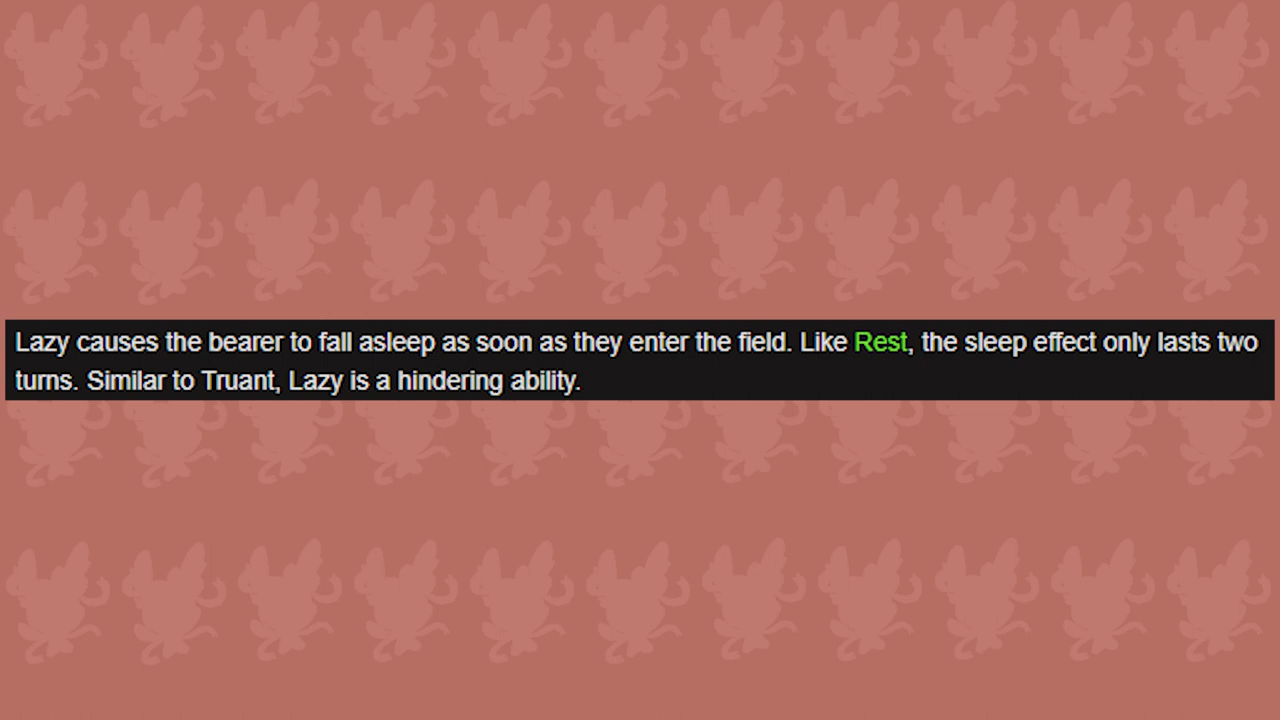 Lazy causes the bearer to fall asleep as soon as they enter the field. Like Rest, the sleep effect only lasts two
turns. Similar to Truant, Lazy is a hindering ability.